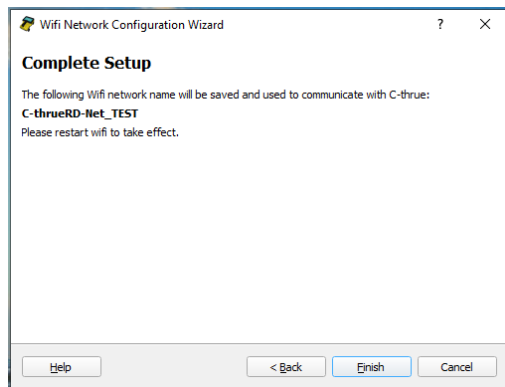 Wifi Network Configuration Wizard
Complete Setup
The following Wifi network name will be saved and used to communicate with C-thrue:
C-thrueRD-Net_TEST
Please restart wifi to take effect.
Help
< Back
Finish
Cancel